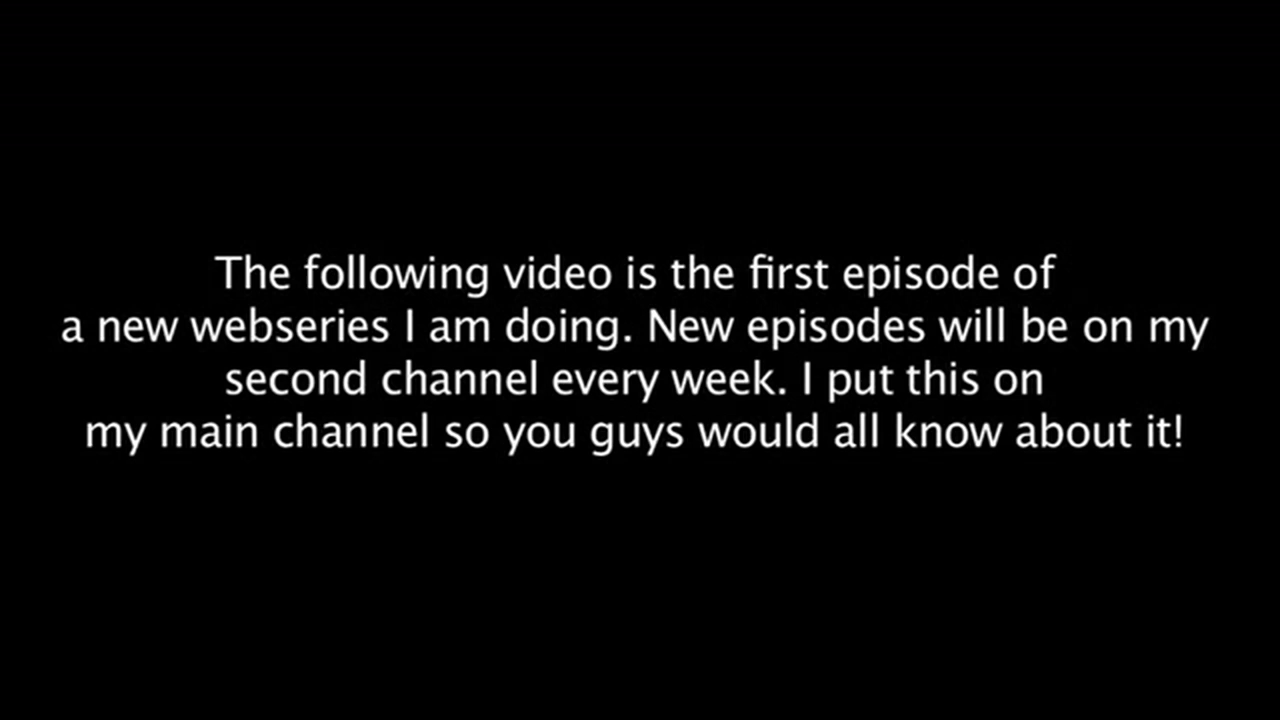 The following video is the first episode of
a new webseries I am doing. New episodes will be on my
second channel every week. I put this on
my main channel so you guys would all know about it!